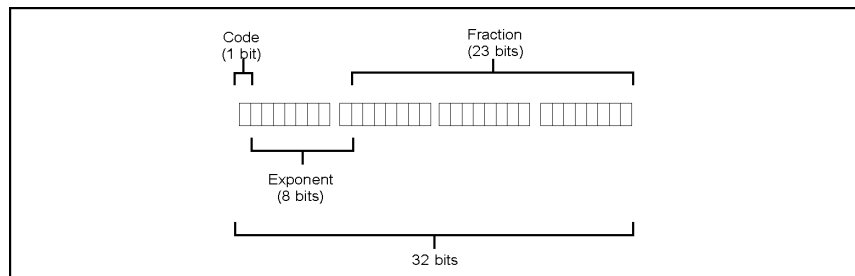 Code
(1 bit)
Fraction
(23 bits)
Exponent
(8 bits)
32 bits